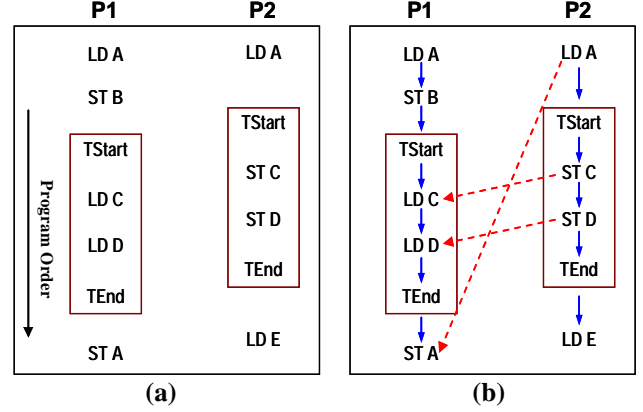 P1 P2
LD A LD A
ST B
TStart TStart
ST C
LD C
ST D
LD D
TEnd
TEnd
LD E
ST A
Program Order
(a)
P1 P2
LD A LD A
ST B
TStart TStart
ST C
LD C
ST D
LD D
TEnd
TEnd
LD E
ST A
(b)